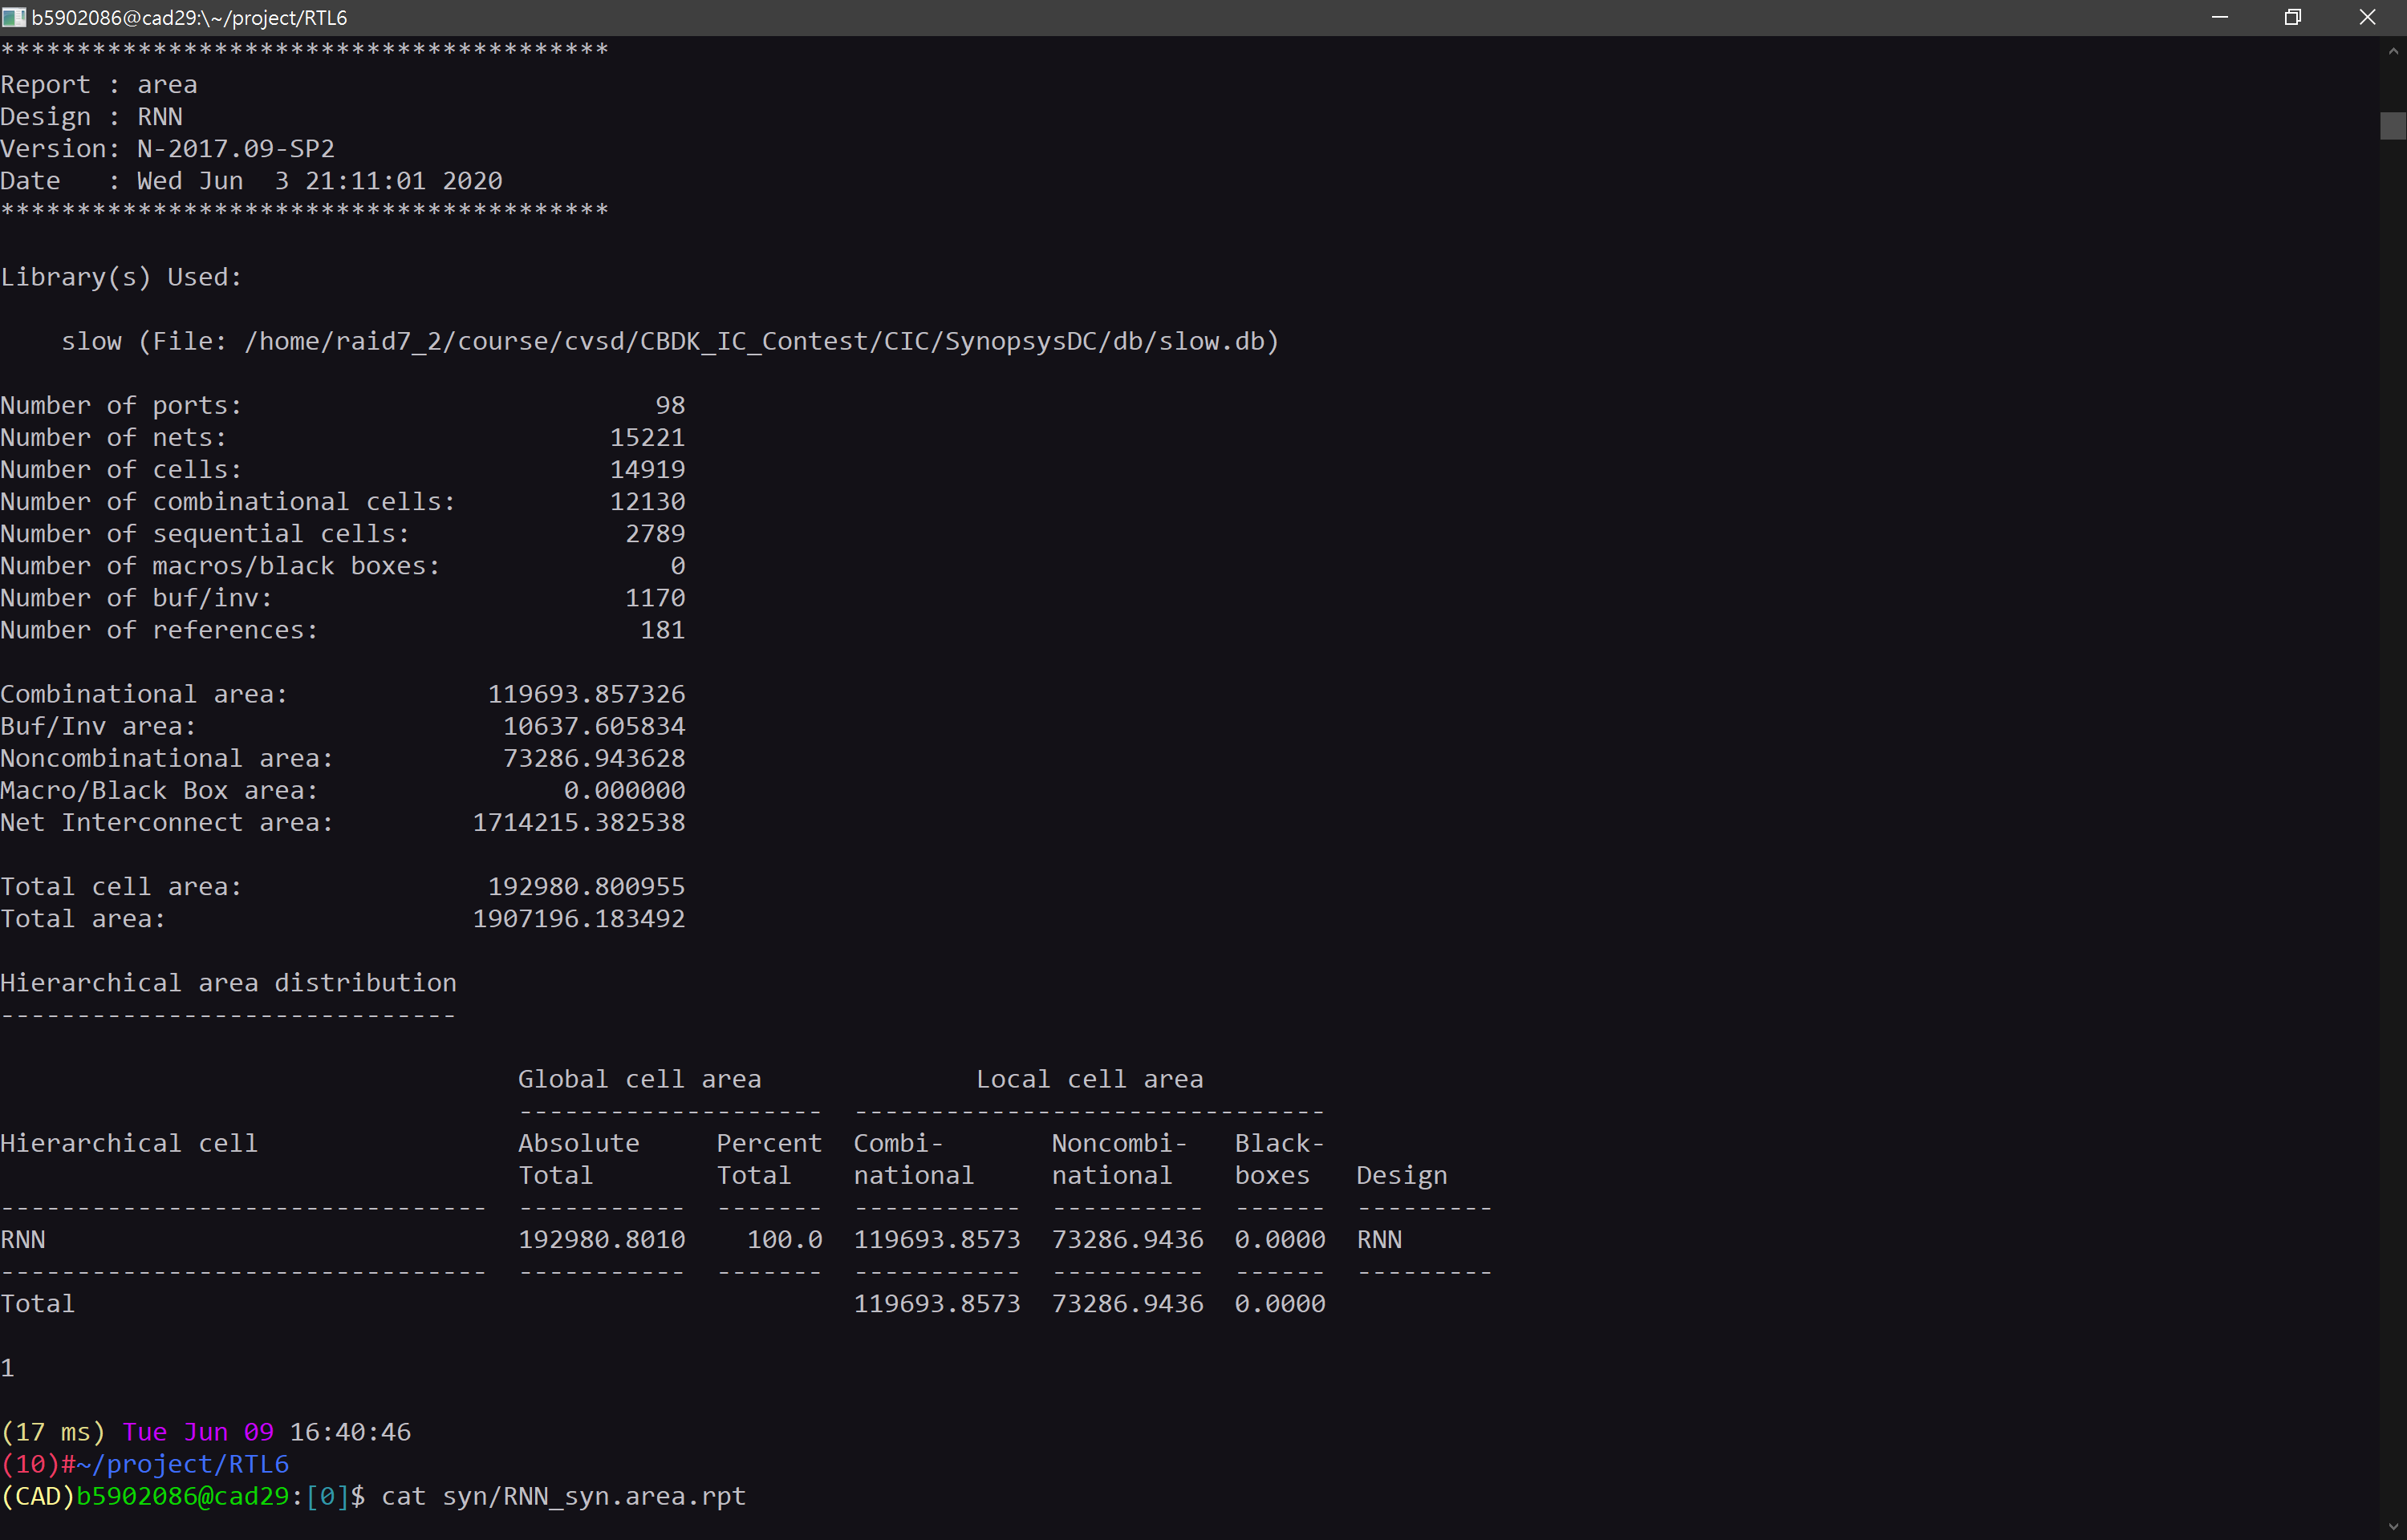 b5902086@cad29:\~/project/RTL6
****************************************
Report : area
Design : RNN
Version: N-2017.09-SP2
Date   : Wed Jun  3 21:11:01 2020
****************************************
Library(s) Used:
    slow (File: /home/raid7_2/course/cvsd/CBDK_IC_Contest/CIC/SynopsysDC/db/slow.db)
Number of ports:                           98
Number of nets:                         15221
Number of cells:                        14919
Number of combinational cells:          12130
Number of sequential cells:              2789
Number of macros/black boxes:               0
Number of buf/inv:                       1170
Number of references:                     181
Combinational area:             119693.857326
Buf/Inv area:                    10637.605834
Noncombinational area:           73286.943628
Macro/Black Box area:                0.000000
Net Interconnect area:         1714215.382538
Total cell area:                192980.800955
Total area:                    1907196.183492
Hierarchical area distribution
------------------------------
                                  Global cell area              Local cell area
                                  --------------------  -------------------------------
Hierarchical cell                 Absolute     Percent  Combi-       Noncombi-   Black-
                                  Total        Total    national     national    boxes   Design
--------------------------------  -----------  -------  -----------  ----------  ------  ---------
RNN                               192980.8010    100.0  119693.8573  73286.9436  0.0000  RNN
--------------------------------  -----------  -------  -----------  ----------  ------  ---------
Total                                                   119693.8573  73286.9436  0.0000
1
(17 ms) Tue Jun 09 16:40:46
(10)#~/project/RTL6
(CAD)b5902086@cad29:[0]$ cat syn/RNN_syn.area.rpt